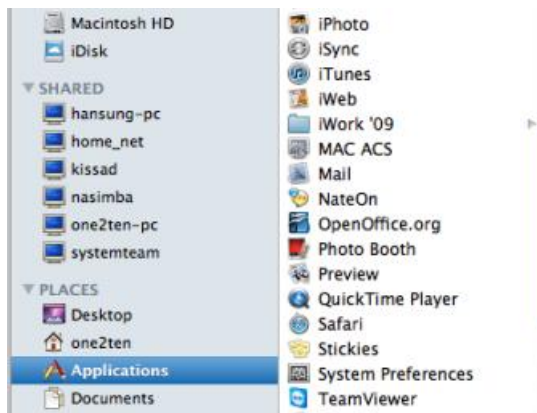 Macintosh HD
iDisk
SHARED
hansung-pc
home_net
kissad
nasimba
one2ten-pc
systemteam
PLACES
Desktop
one2ten
Applications
Documents
iPhoto
iSync
iTunes
iWeb
iWork '09
MAC ACS
Mail
NateOn
OpenOffice.org
Photo Booth
Preview
QuickTime Player
Safari
Stickies
System Preferences
TeamViewer